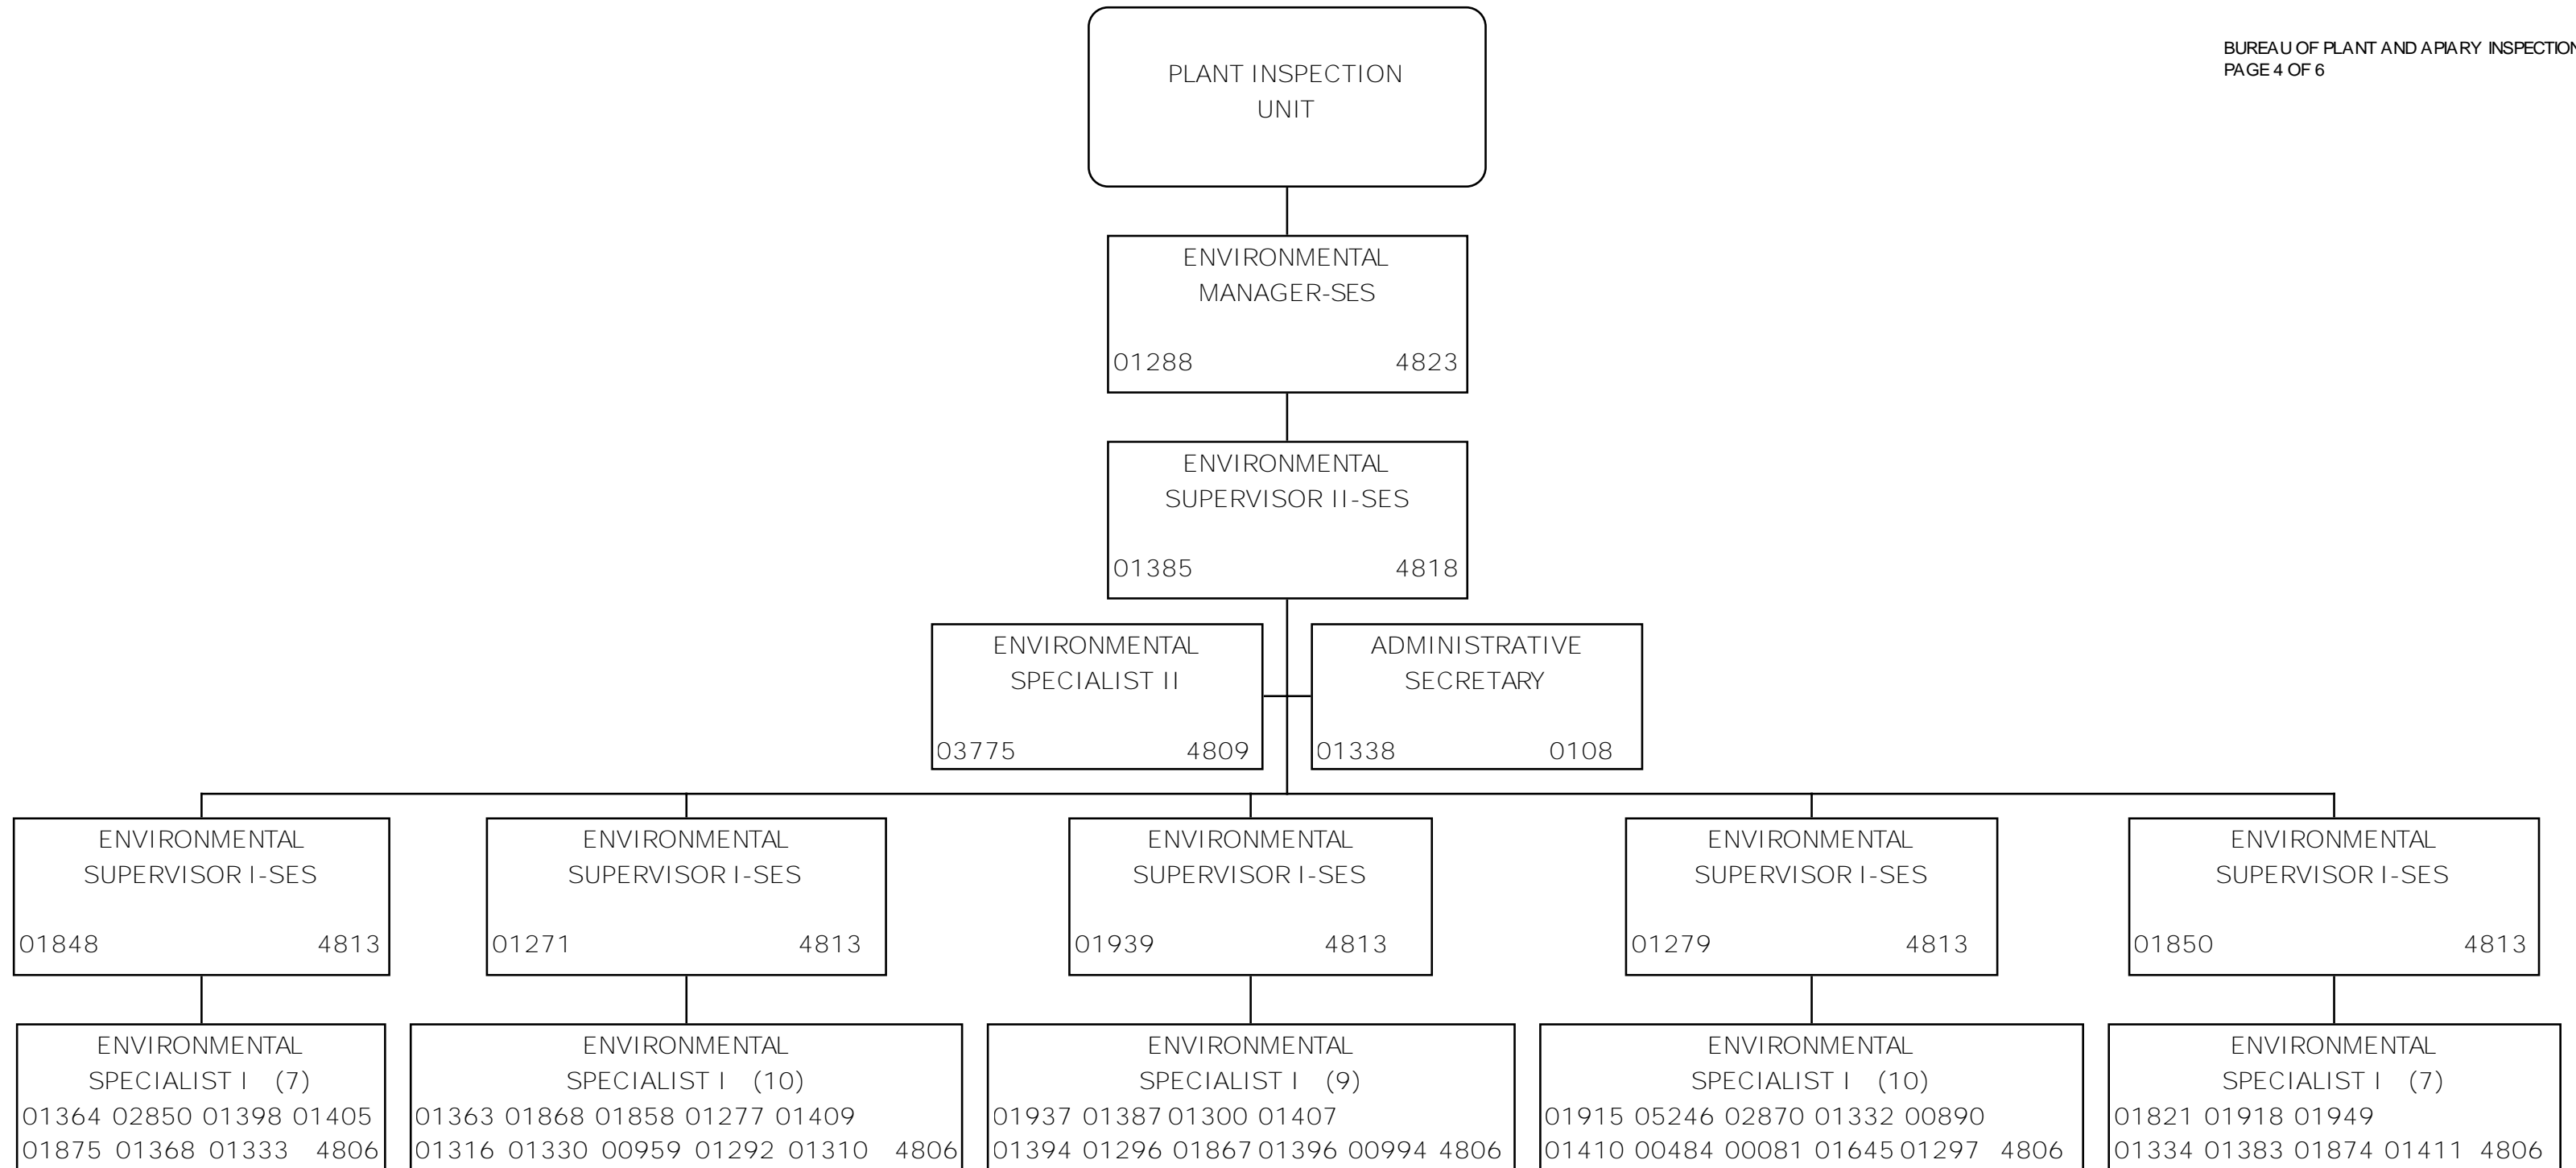 BUREAU OF PLANT AND APIARY INSPECTION
PAGE 4 OF 6
PLANT INSPECTION
UNIT
ENVIRONMENTAL
MANAGER-SES
01288 4823
ENVIRONMENTAL
SUPERVISOR II-SES
01385 4818
ENVIRONMENTAL
SPECIALIST II
03775 4809
ADMINISTRATIVE
SECRETARY
01338 0108
ENVIRONMENTAL
SUPERVISOR I-SES
01848 4813
ENVIRONMENTAL
SUPERVISOR I-SES
01271 4813
ENVIRONMENTAL
SUPERVISOR I-SES
01939 4813
ENVIRONMENTAL
SUPERVISOR I-SES
01279 4813
ENVIRONMENTAL
SUPERVISOR I-SES
01850 4813
ENVIRONMENTAL
SPECIALIST I (7)
01364 02850 01398 01405
01875 01368 01333 4806
ENVIRONMENTAL
SPECIALIST I (10)
01363 01868 01858 01277 01409
01316 01330 00959 01292 01310 4806
ENVIRONMENTAL
SPECIALIST I (9)
01937 01387 01300 01407
01394 01296 01867 01396 00994 4806
ENVIRONMENTAL
SPECIALIST I (10)
01915 05246 02870 01332 00890
01410 00484 00081 01645 01297 4806
ENVIRONMENTAL
SPECIALIST I (7)
01821 01918 01949
01334 01383 01874 01411 4806